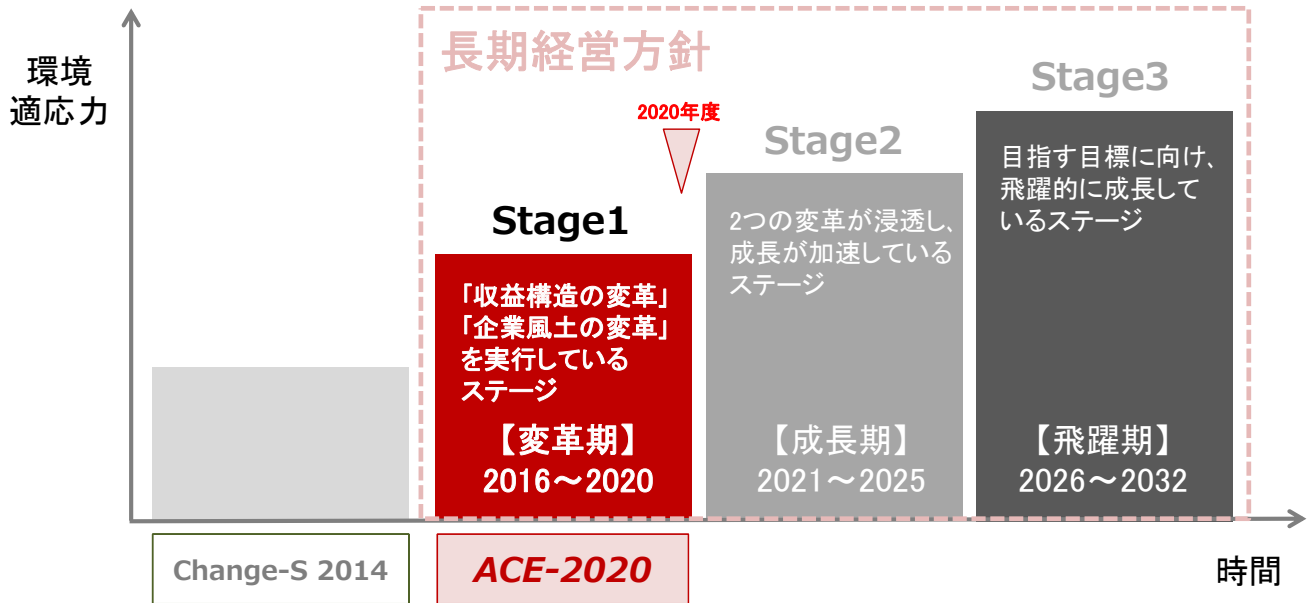 環境
適応力
長期経営方針
2020年度
Stage1
「収益構造の変革」
「企業風土の変革」
を実行している
ステージ
【変革期】
2016～2020
Stage2
2つの変革が浸透し、
成長が加速している
ステージ
【成長期】
2021～2025
Stage3
目指す目標に向け、
飛躍的に成長して
いるステージ
【飛躍期】
2026～2032
Change-S 2014
ACE-2020
時間